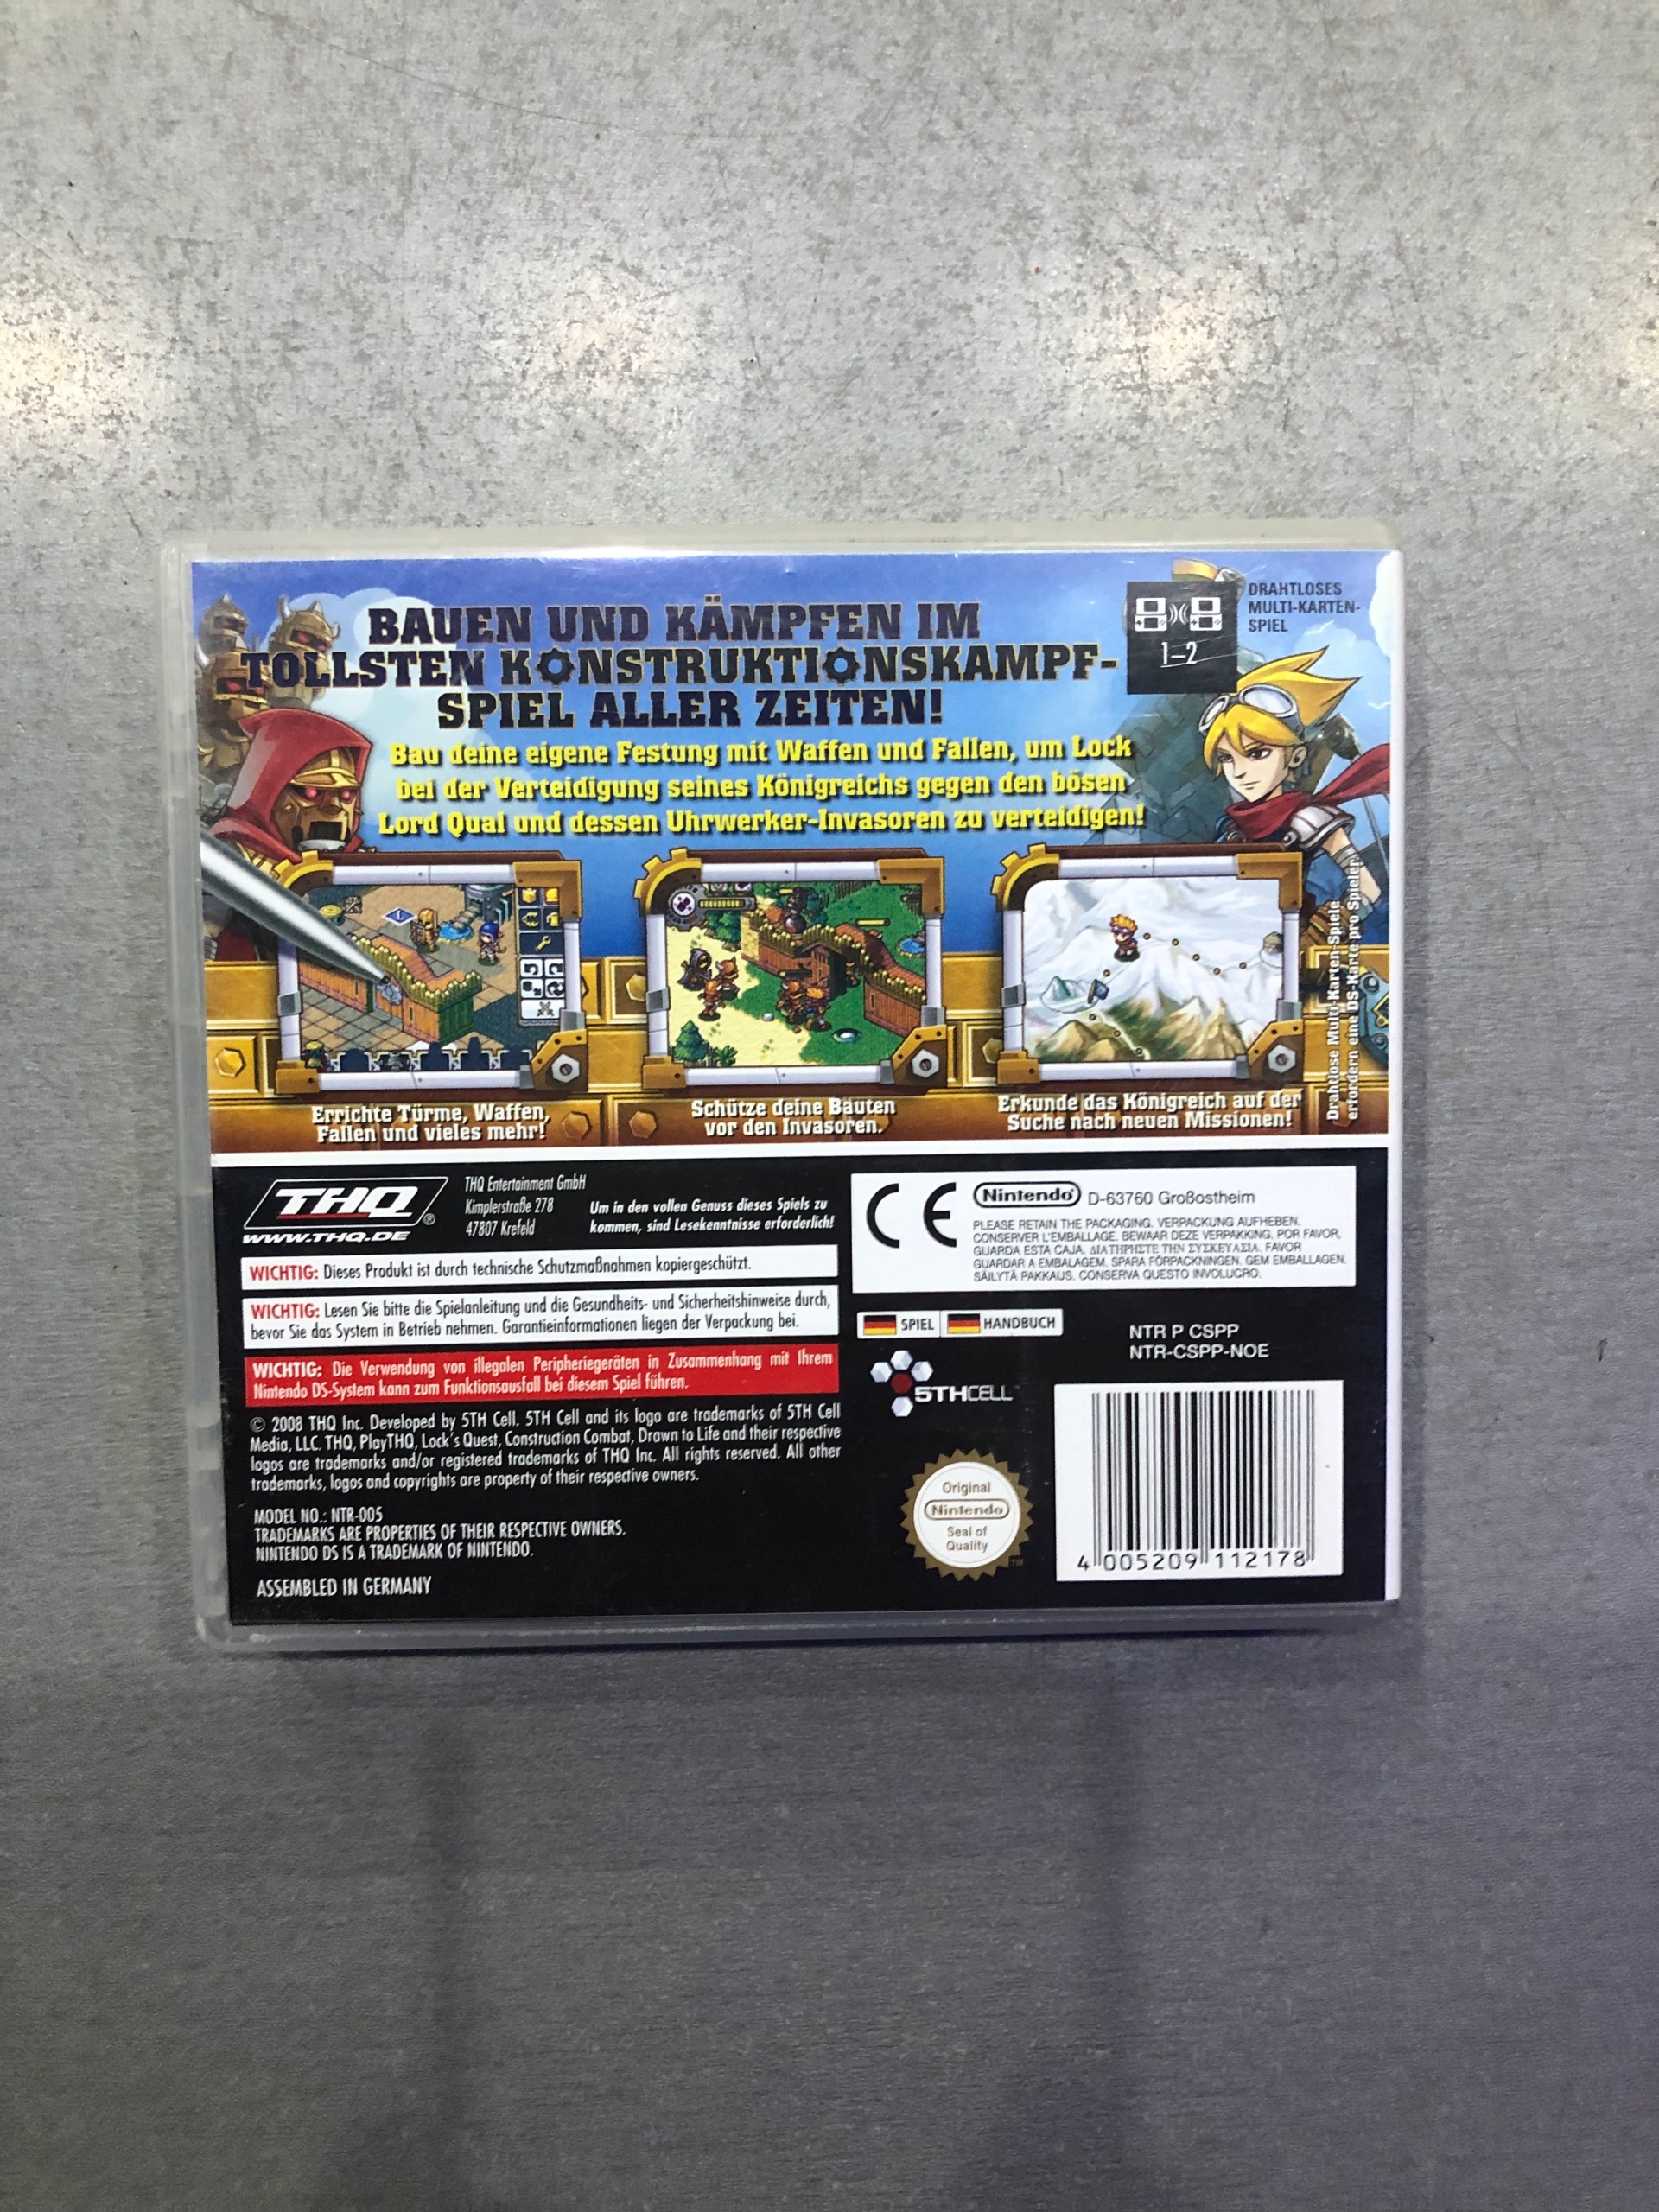 BAUEN UND KÄMPFEN IM
TOLLSTEN KONSTRUKTIONSKAMPF-
SPIEL ALLER ZEITEN!
1–2
DRAHTLOSES
MULTI-KARTEN-
SPIEL
Bau deine eigene Festung mit Waffen und Fallen, um Lock
bei der Verteidigung seines Königreichs gegen den bösen
Lord Qual und dessen Uhrwerker-Invasoren zu verteidigen!
Errichte Türme, Waffen,
Fallen und vieles mehr!
Schütze deine Bauten
vor den Invasoren.
Erkunde das Königreich auf der
Suche nach neuen Missionen!
Drahtlose Multi-Karten-Spiele
erfordern eine DS-Karte pro Spieler.
THQ®
WWW.THQ.DE
THQ Entertainment GmbH
Kimplerstraße 278
47807 Krefeld
Um in den vollen Genuss dieses Spiels zu
kommen, sind Lesekenntnisse erforderlich!
WICHTIG: Dieses Produkt ist durch technische Schutzmaßnahmen kopiergeschützt.
WICHTIG: Lesen Sie bitte die Spielanleitung und die Gesundheits- und Sicherheitshinweise durch,
bevor Sie das System in Betrieb nehmen. Garantieinformationen liegen der Verpackung bei.
WICHTIG: Die Verwendung von illegalen Peripheriegeräten in Zusammenhang mit Ihrem
Nintendo DS-System kann zum Funktionsausfall bei diesem Spiel führen.
© 2008 THQ Inc. Developed by 5TH Cell. 5TH Cell and its logo are trademarks of 5TH Cell
Media, LLC. THQ, PlayTHQ, Lock's Quest, Construction Combat, Drawn to Life and their respective
logos are trademarks and/or registered trademarks of THQ Inc. All rights reserved. All other
trademarks, logos and copyrights are property of their respective owners.
MODEL NO.: NTR-005
TRADEMARKS ARE PROPERTIES OF THEIR RESPECTIVE OWNERS.
NINTENDO DS IS A TRADEMARK OF NINTENDO.
ASSEMBLED IN GERMANY
CE
Nintendo® D-63760 Großostheim
PLEASE RETAIN THE PACKAGING. VERPACKUNG AUFHEBEN.
CONSERVER L'EMBALLAGE. BEWAAR DEZE VERPAKKING. POR FAVOR,
GUARDA ESTA CAJA. ΔΙΑΤΗΡΗΣΤΕ ΤΗΝ ΣΥΣΚΕΥΑΣΙΑ. FAVOR
GUARDAR A EMBALAGEM. SPARA FÖRPACKNINGEN. GEM EMBALLAGEN.
SÄILYTÄ PAKKAUS. CONSERVA QUESTO INVOLUCRO.
SPIEL
HANDBUCH
NTR P CSPP
NTR-CSPP-NOE
5THCELL™
Original
Nintendo®
Seal of
Quality
TM
4 005209 112178